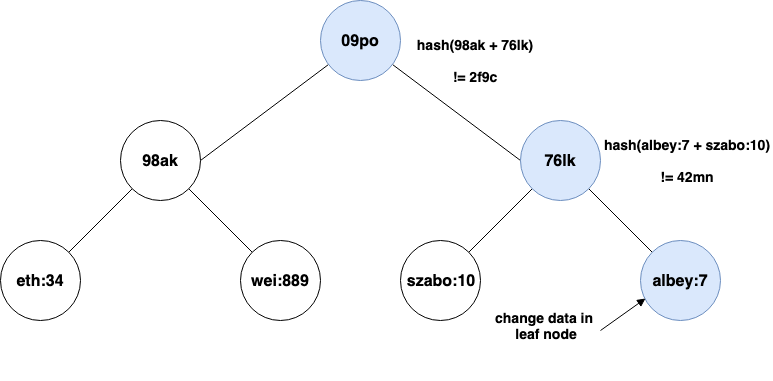 09po
hash(98ak + 76lk)
!= 2f9c
98ak
76lk
hash(albey:7 + szabo:10)
!= 42mn
eth:34
wei:889
szabo:10
albey:7
change data in
leaf node